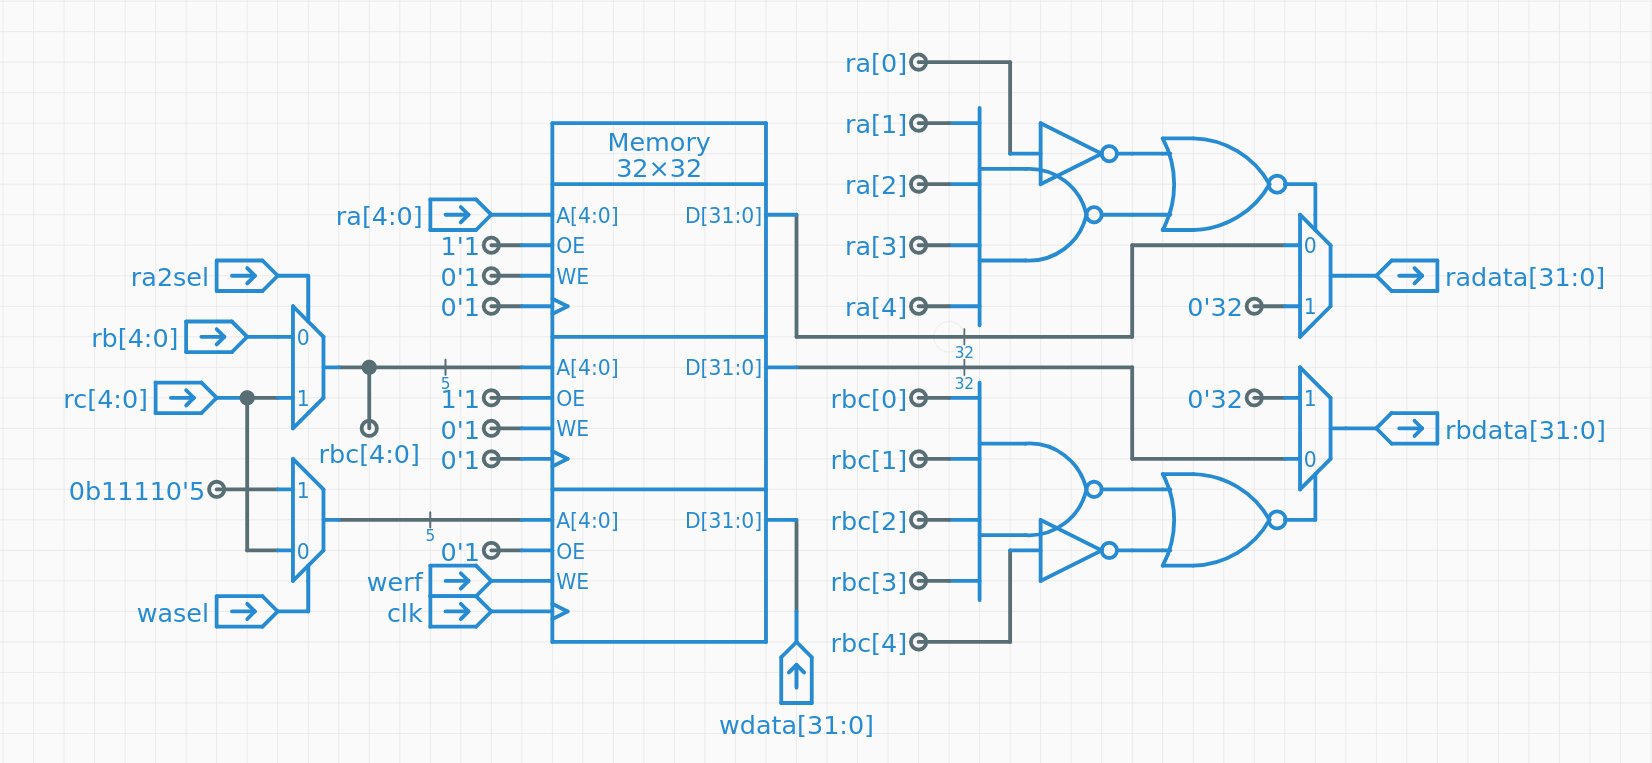 ra[0]
ra[1]
Memory
32×32
ra[2]
ra[4:0]
A[4:0]
D[31:0]
1'1
OE
ra[3]
0
ra2sel
0'1
WE
radata[31:0]
0'1
ra[4]
0'32
1
rb[4:0]
0
32
A[4:0]
D[31:0]
5
32
rc[4:0]
1
1'1
OE
rbc[0]
0'32
1
0'1
WE
rbdata[31:0]
rbc[4:0]
0'1
rbc[1]
0
0b11110'5
1
A[4:0]
D[31:0]
rbc[2]
5
0
0'1
OE
werf
WE
rbc[3]
wasel
clk
rbc[4]
wdata[31:0]